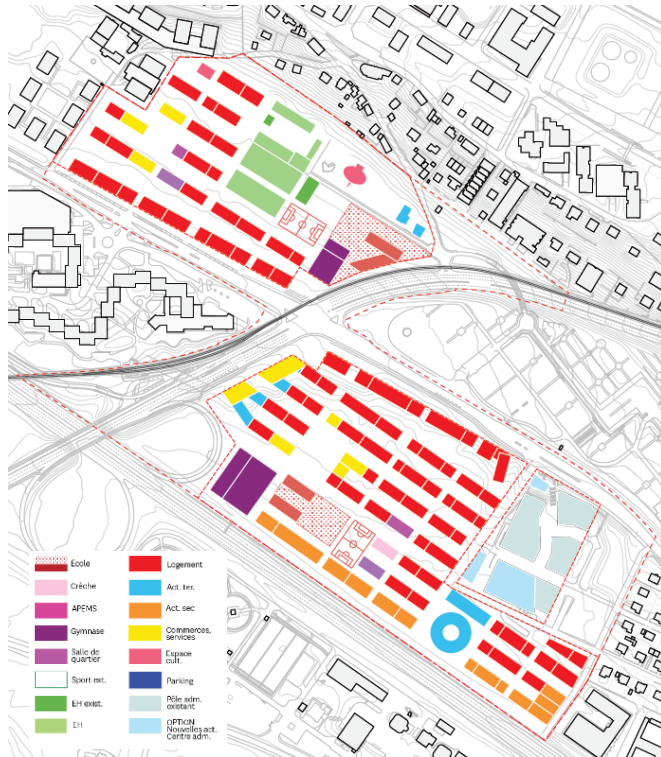 École
Crèche
APEMS
Gymnase
Salle de
quartier
Sport ext.
EH exist.
EH
Logement
Act. ter.
Act. sec
Commerces,
services
Espace
cult.
Parking
Pôle adm.
existant
OPTION
Nouvelles act.
Centre adm.